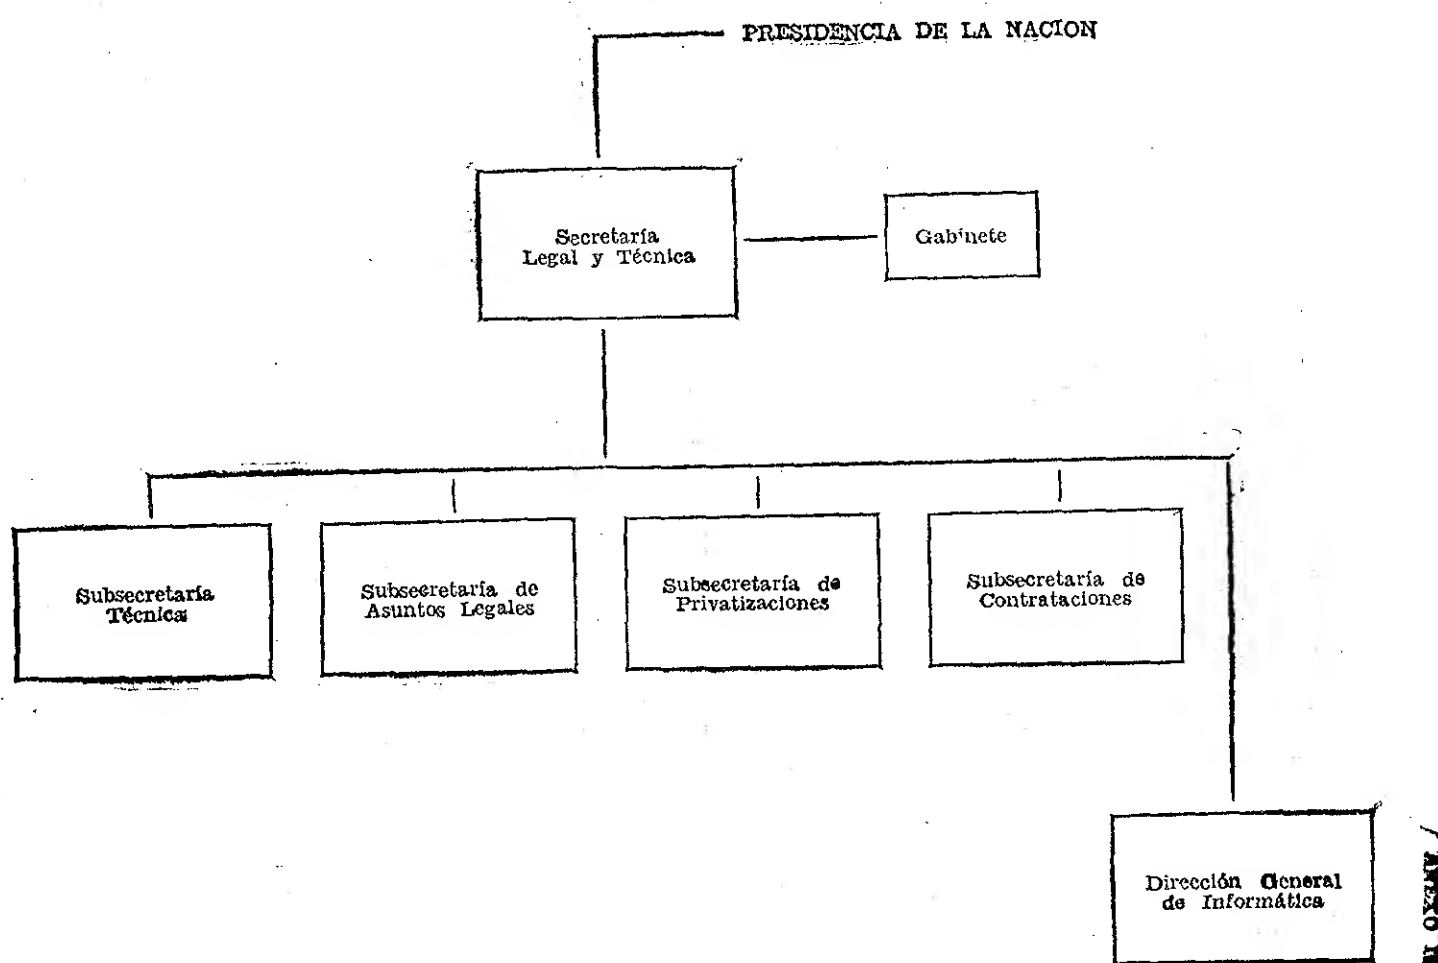 PRESIDENCIA DE LA NACION
Secretaría
Legal y Técnica
Gabinete
Subsecretaría
Técnica
Subsecretaría de
Asuntos Legales
Subsecretaría de
Privatizaciones
Subsecretaría de
Contrataciones
Dirección General
de Informática
/ ANEXO